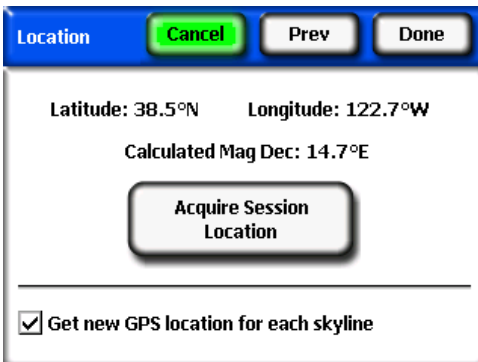 Location Cancel Prev Done
Latitude: 38.5°N Longitude: 122.7°W
Calculated Mag Dec: 14.7°E
Acquire Session
Location
Get new GPS location for each skyline